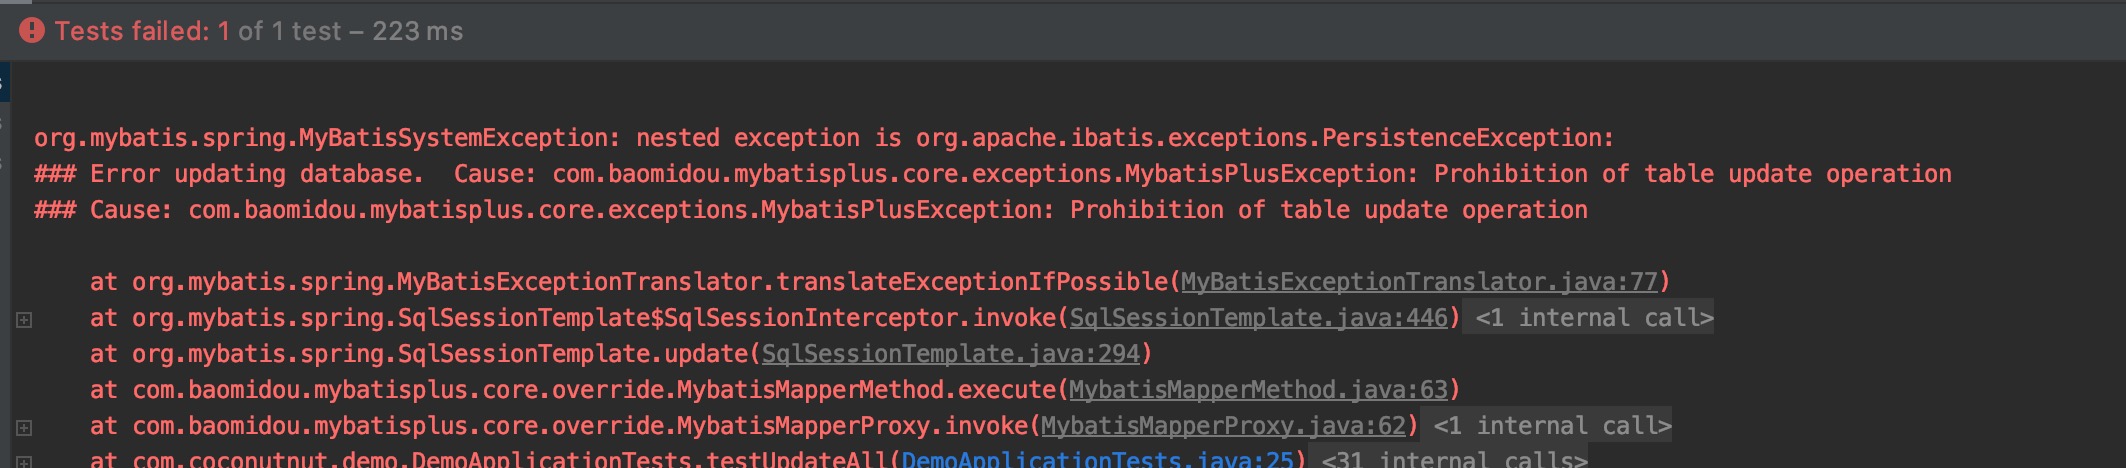 Tests failed: 1 of 1 test – 223 ms
org.mybatis.spring.MyBatisSystemException: nested exception is org.apache.ibatis.exceptions.PersistenceException:
### Error updating database.  Cause: com.baomidou.mybatisplus.core.exceptions.MybatisPlusException: Prohibition of table update operation
### Cause: com.baomidou.mybatisplus.core.exceptions.MybatisPlusException: Prohibition of table update operation
at org.mybatis.spring.MyBatisExceptionTranslator.translateExceptionIfPossible(MyBatisExceptionTranslator.java:77)
at org.mybatis.spring.SqlSessionTemplate$SqlSessionInterceptor.invoke(SqlSessionTemplate.java:446) <1 internal call>
at org.mybatis.spring.SqlSessionTemplate.update(SqlSessionTemplate.java:294)
at com.baomidou.mybatisplus.core.override.MybatisMapperMethod.execute(MybatisMapperMethod.java:63)
at com.baomidou.mybatisplus.core.override.MybatisMapperProxy.invoke(MybatisMapperProxy.java:62) <1 internal call>
at com.coconutnut.demo.DemoApplicationTests.testUpdateAll(DemoApplicationTests.java:25) <31 internal calls>